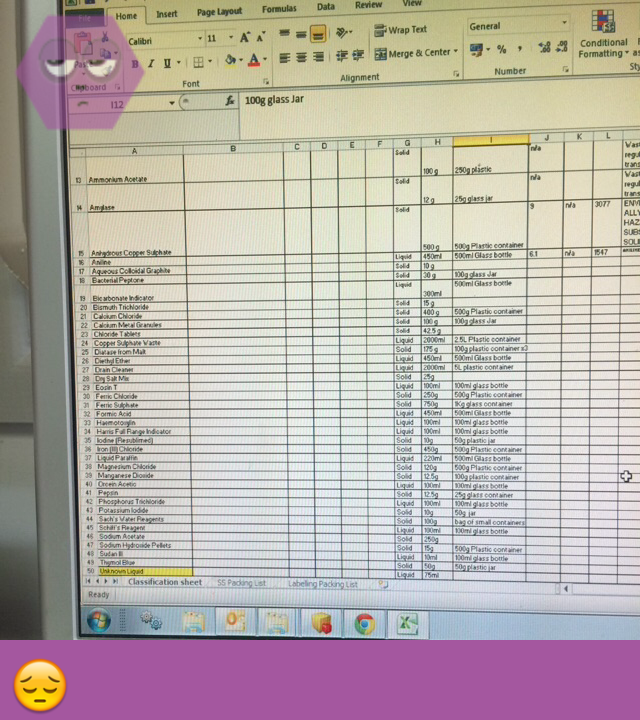 Home Insert Page Layout Formulas Data Review View
Calibri 11 A A Wrap Text General
B I U Merge & Center % , Conditional
Formatting
Clipboard Font Alignment Number
I12 fx 100g glass Jar
A B C D E F G H I J K L
Solid 100 g 250g plastic n/a
13 Ammonium Acetate
Solid 12 g 25g glass jar n/a
14 Amylase
Solid 500 g 500g Plastic container 9 n/a 3077
15 Anhydrous Copper Sulphate
16 Aniline Liquid 450ml 500ml Glass bottle 6.1 n/a 1547
17 Aqueous Colloidal Graphite Solid 10 g
18 Bacterial Peptone Solid 30 g 100g glass Jar
19 Bicarbonate Indicator Liquid 300ml 500ml Glass bottle
20 Bismuth Trichloride Solid 15 g
21 Calcium Chloride Solid 400 g 500g Plastic container
22 Calcium Metal Granules Solid 100 g 100g glass Jar
23 Chloride Tablets Solid 42.5 g
24 Copper Sulphate Waste Liquid 2000ml 2.5L Plastic container
25 Diatase from Malt Solid 175 g 100g plastic container x3
26 Diethyl Ether Liquid 450ml 500ml Glass bottle
27 Drain Cleaner Liquid 2000ml 5L plastic container
28 Dry Salt Mix Solid 25g
29 Eosin T Liquid 100ml 100ml glass bottle
30 Ferric Chloride Solid 250g 500g Plastic container
31 Ferric Sulphate Solid 750g 1Kg glass container
32 Formic Acid Liquid 450ml 500ml Glass bottle
33 Haemotoxylin Liquid 100ml 100ml glass bottle
34 Harris Full Range Indicator Liquid 100ml 100ml glass bottle
35 Iodine (Resublimed) Solid 10g 50g plastic jar
36 Iron (III) Chloride Solid 450g 500g Plastic container
37 Liquid Paraffin Liquid 220ml 500ml Glass bottle
38 Magnesium Chloride Solid 120g 500g Plastic container
39 Manganese Dioxide Solid 12.5g 100g plastic container
40 Orcein Acetic Liquid 100ml 100ml glass bottle
41 Pepsin Solid 12.5g 25g glass container
42 Phosphorus Trichloride Liquid 100ml 100ml glass bottle
43 Potassium Iodide Solid 10g 50g jar
44 Sach's Water Reagents Solid 100g bag of small containers
45 Schiff's Reagent Liquid 100ml 100ml glass bottle
46 Sodium Acetate Solid 250g
47 Sodium Hydroxide Pellets Solid 15g 500g Plastic container
48 Sudan III Liquid 10ml 100ml glass bottle
49 Thymol Blue Solid 50g 50g plastic jar
50 Unknown Liquid Liquid 75ml
Classification sheet SS Packing List Labelling Packing List
Ready